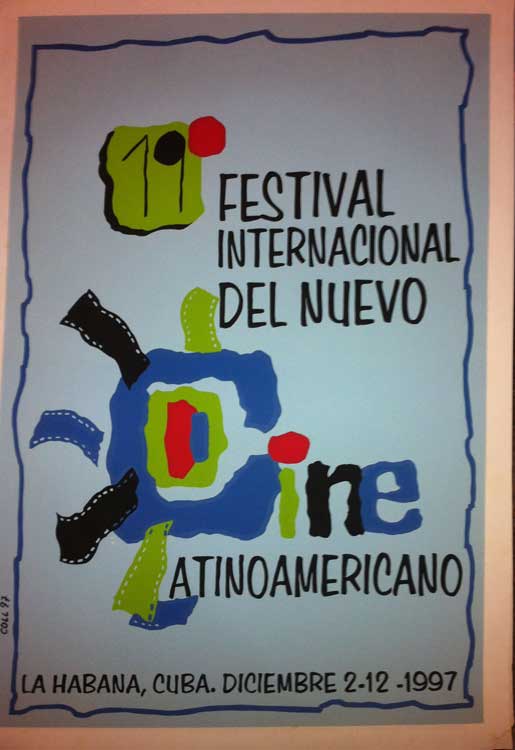 19°
FESTIVAL
INTERNACIONAL
DEL NUEVO
Cine
LATINOAMERICANO
COLL 97
LA HABANA, CUBA. DICIEMBRE 2-12 -1997